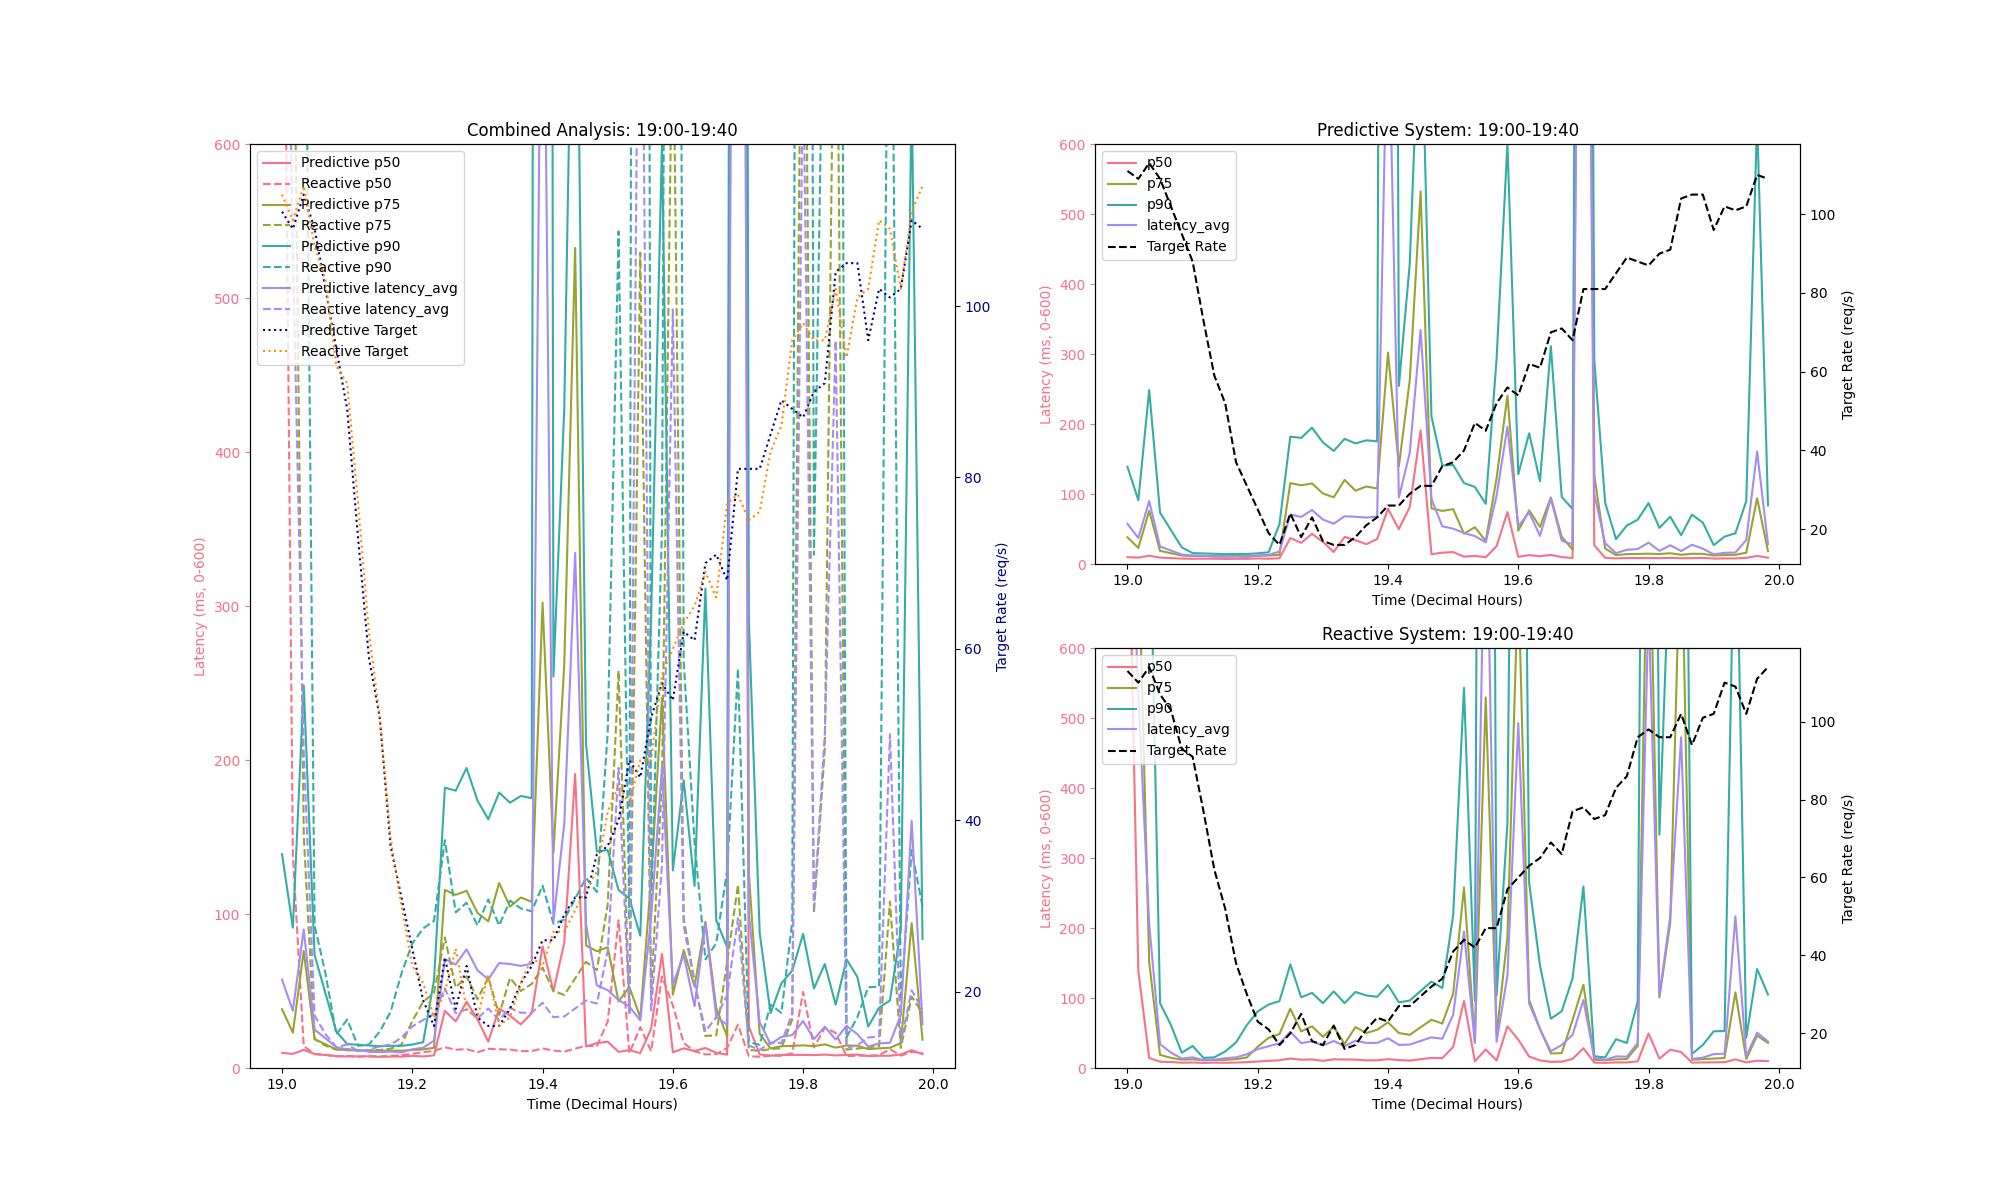 Combined Analysis: 19:00-19:40
600
500
400
300
200
100
0
Latency (ms, 0-600)
Predictive p50
Reactive p50
Predictive p75
Reactive p75
Predictive p90
Reactive p90
Predictive latency_avg
Reactive latency_avg
Predictive Target
Reactive Target
100
80
60
40
20
Target Rate (req/s)
19.0 19.2 19.4 19.6 19.8 20.0
Time (Decimal Hours)
Predictive System: 19:00-19:40
600
500
400
300
200
100
0
Latency (ms, 0-600)
p50
p75
p90
latency_avg
Target Rate
100
80
60
40
20
Target Rate (req/s)
19.0 19.2 19.4 19.6 19.8 20.0
Time (Decimal Hours)
Reactive System: 19:00-19:40
600
500
400
300
200
100
0
Latency (ms, 0-600)
p50
p75
p90
latency_avg
Target Rate
100
80
60
40
20
Target Rate (req/s)
19.0 19.2 19.4 19.6 19.8 20.0
Time (Decimal Hours)